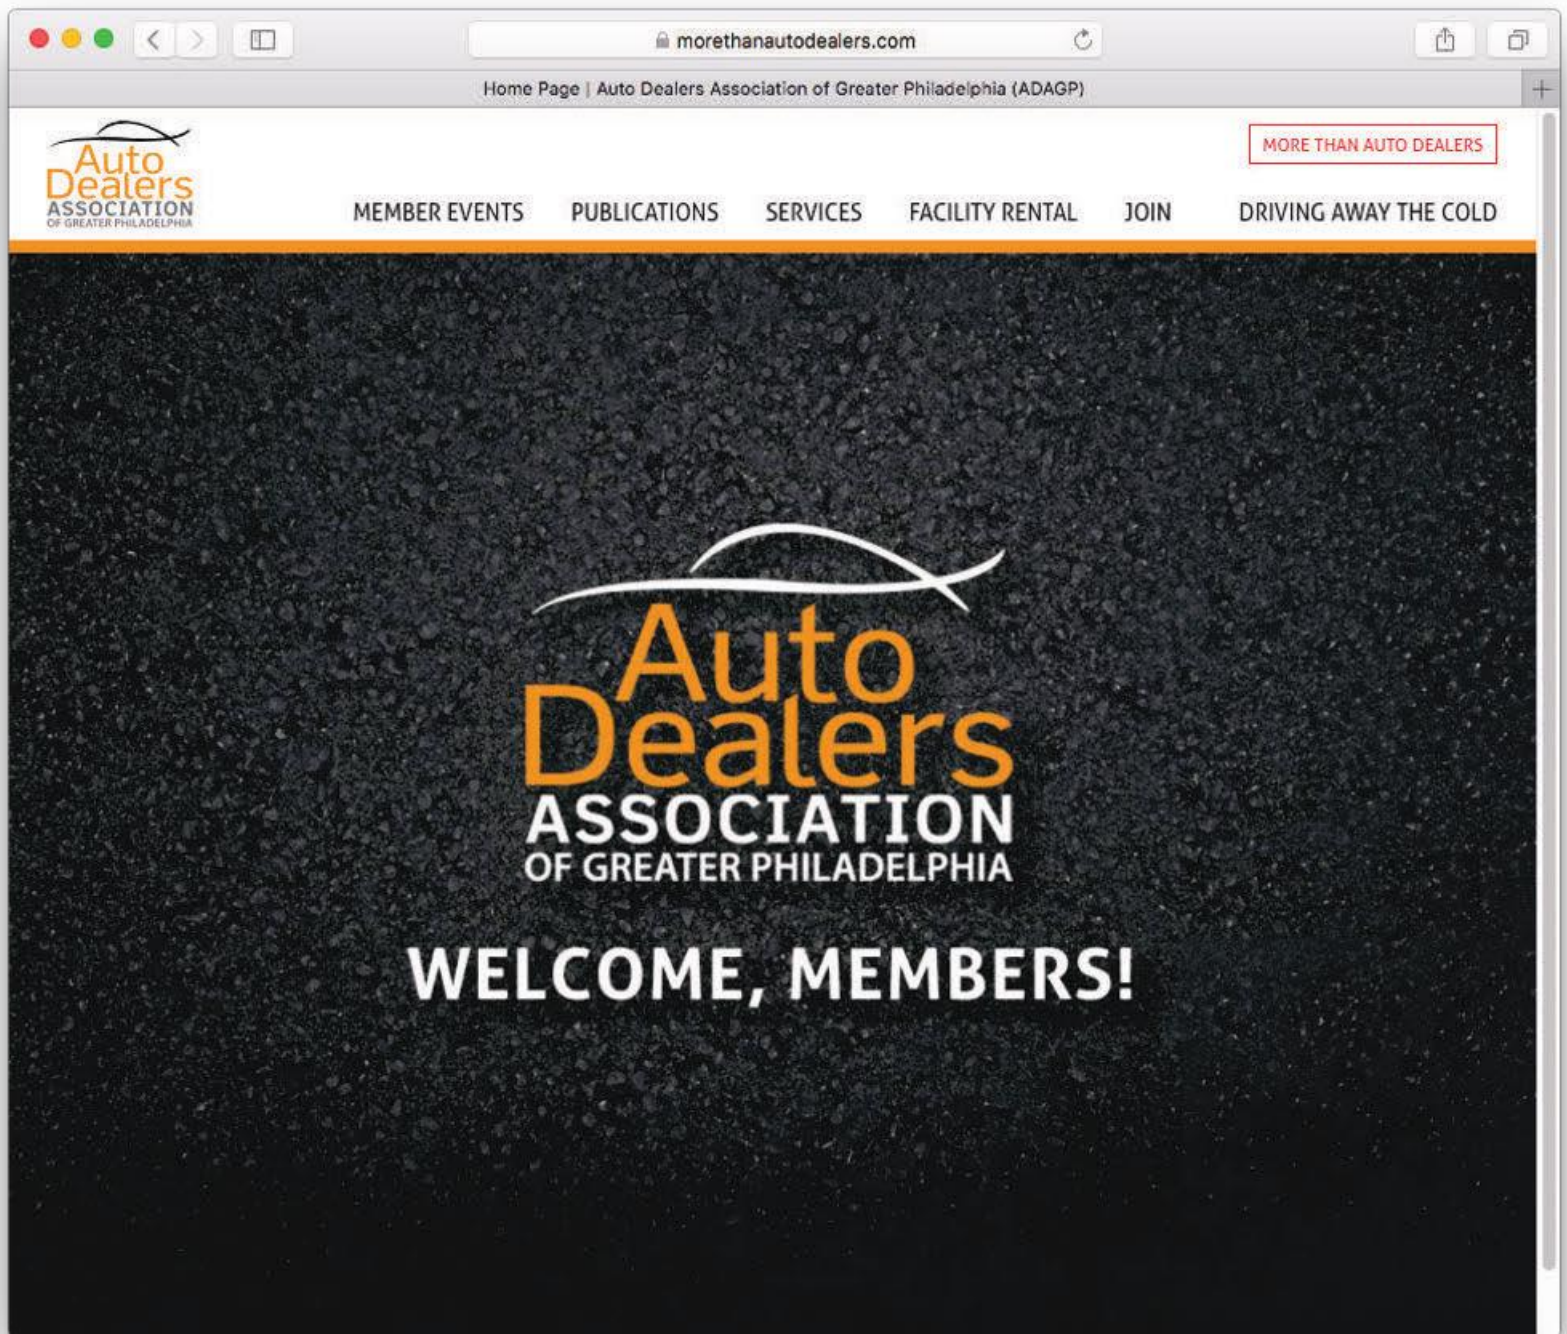 morethanautodealers.com
Home Page | Auto Dealers Association of Greater Philadelphia (ADAGP)
Auto
Dealers
ASSOCIATION
OF GREATER PHILADELPHIA
MORE THAN AUTO DEALERS
MEMBER EVENTS PUBLICATIONS SERVICES FACILITY RENTAL JOIN DRIVING AWAY THE COLD
Auto
Dealers
ASSOCIATION
OF GREATER PHILADELPHIA
WELCOME, MEMBERS!